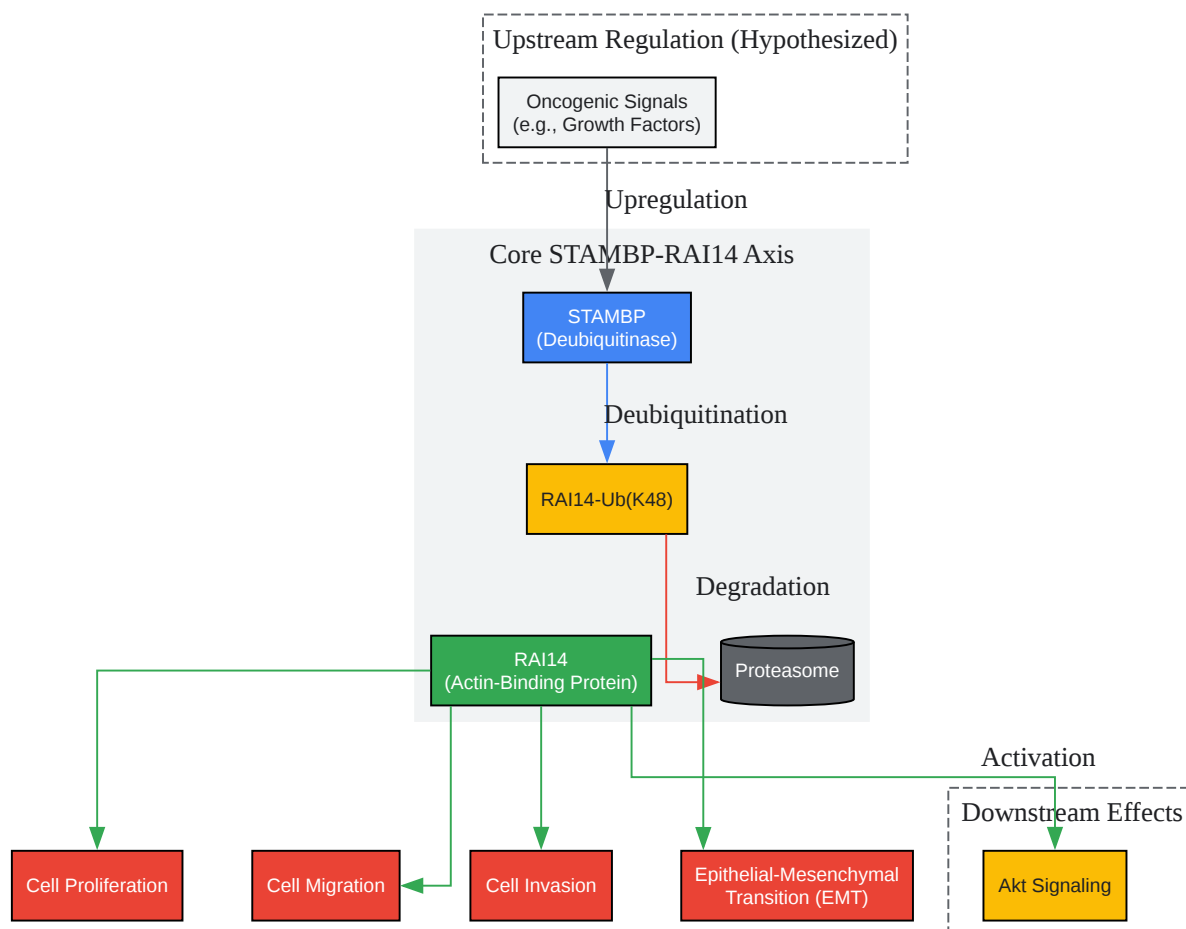 Upstream Regulation (Hypothesized)
Oncogenic Signals
(e.g., Growth Factors)
Upregulation
Core STAMBP-RAI14 Axis
STAMBP
(Deubiquitinase)
Deubiquitination
RAI14-Ub(K48)
Degradation
RAI14
(Actin-Binding Protein)
Proteasome
Activation
Downstream Effects
Cell Proliferation
Cell Migration
Cell Invasion
Epithelial-Mesenchymal
Transition (EMT)
Akt Signaling